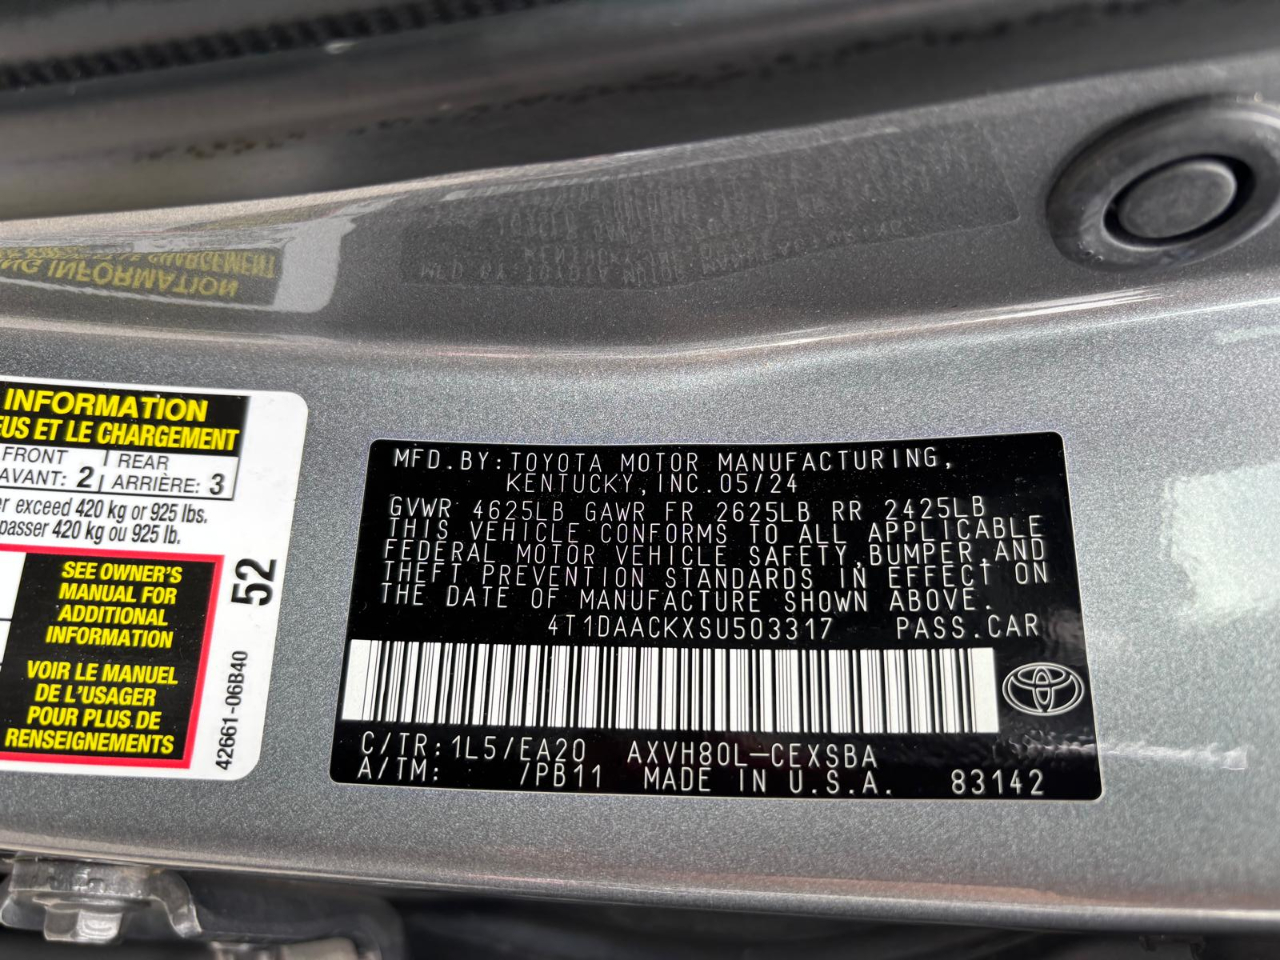 INFORMATION
EUS ET LE CHARGEMENT
FRONT | REAR
AVANT: 2 | ARRIÈRE: 3
exceed 420 kg or 925 lbs.
passer 420 kg ou 925 lb.
SEE OWNER'S
MANUAL FOR
ADDITIONAL
INFORMATION
VOIR LE MANUEL
DE L'USAGER
POUR PLUS DE
RENSEIGNEMENTS
52
42661-06B40
MFD.BY:TOYOTA MOTOR MANUFACTURING,
KENTUCKY,INC.05/24
GVWR 4625LB GAWR FR 2625LB RR 2425LB
THIS VEHICLE CONFORMS TO ALL APPLICABLE
FEDERAL MOTOR VEHICLE SAFETY,BUMPER,AND
THEFT PREVENTION STANDARDS IN EFFECT ON
THE DATE OF MANUFACTURE SHOWN ABOVE.
4T1DAACKXSU503317 PASS.CAR
C/TR:1L5/EA20 AXVH80L-CEXSBA
A/TM: /PB11 MADE IN U.S.A. 83142